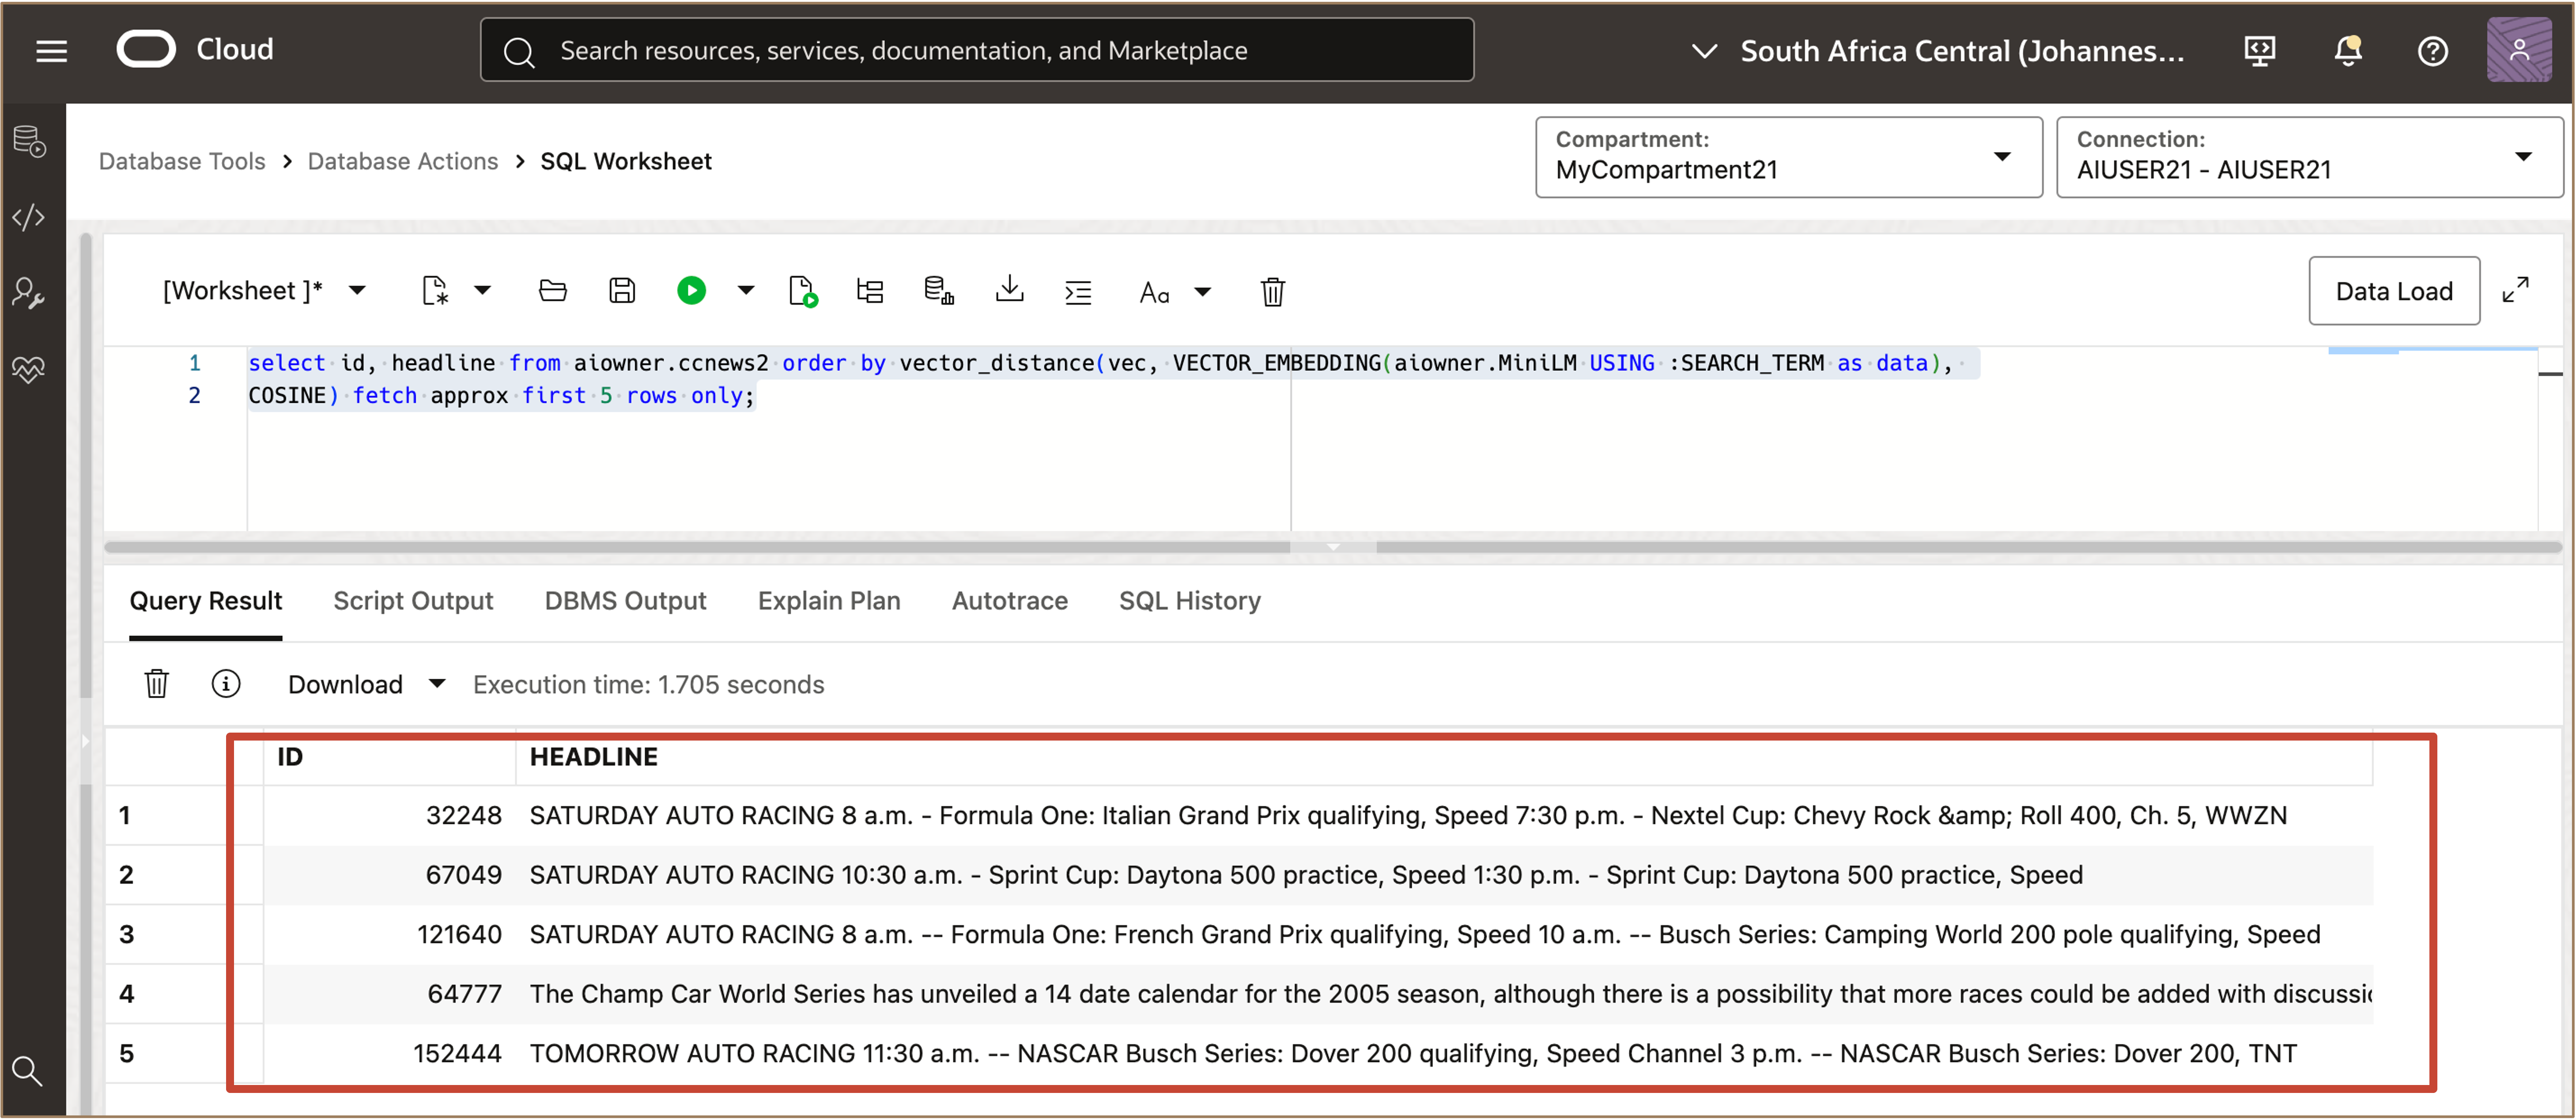 Cloud
Search resources, services, documentation, and Marketplace
South Africa Central (Johannes...
Database Tools > Database Actions > SQL Worksheet
Compartment:
MyCompartment21
Connection:
AIUSER21 - AIUSER21
[Worksheet ]*
Aa
Data Load
1 select id, headline from aiowner.ccnews2 order by vector_distance(vec, VECTOR_EMBEDDING(aiowner.MiniLM USING :SEARCH_TERM as data),
2 COSINE) fetch approx first 5 rows only;
Query Result Script Output DBMS Output Explain Plan Autotrace SQL History
Download Execution time: 1.705 seconds
ID HEADLINE
1 32248 SATURDAY AUTO RACING 8 a.m. - Formula One: Italian Grand Prix qualifying, Speed 7:30 p.m. - Nextel Cup: Chevy Rock &amp; Roll 400, Ch. 5, WWZN
2 67049 SATURDAY AUTO RACING 10:30 a.m. - Sprint Cup: Daytona 500 practice, Speed 1:30 p.m. - Sprint Cup: Daytona 500 practice, Speed
3 121640 SATURDAY AUTO RACING 8 a.m. -- Formula One: French Grand Prix qualifying, Speed 10 a.m. -- Busch Series: Camping World 200 pole qualifying, Speed
4 64777 The Champ Car World Series has unveiled a 14 date calendar for the 2005 season, although there is a possibility that more races could be added with
5 152444 TOMORROW AUTO RACING 11:30 a.m. -- NASCAR Busch Series: Dover 200 qualifying, Speed Channel 3 p.m. -- NASCAR Busch Series: Dover 200, TNT